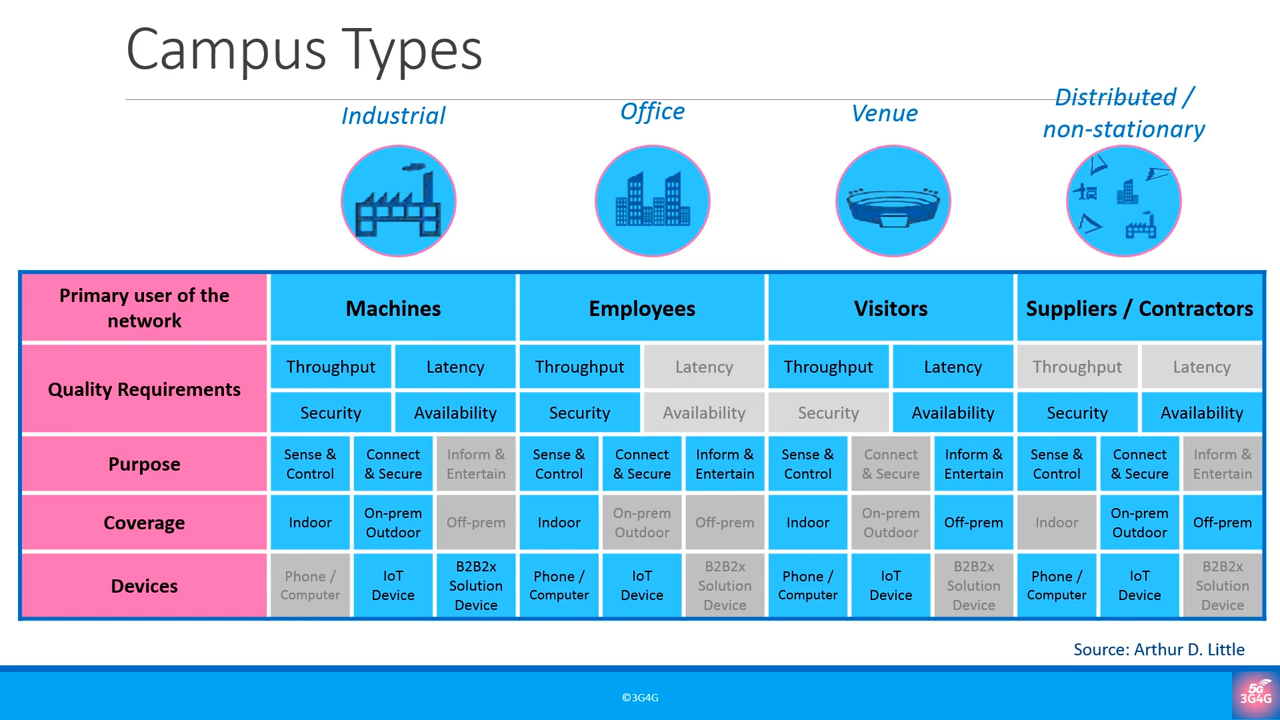 Campus Types
Industrial
Office
Venue
Distributed /
non-stationary
Primary user of the
network
Machines
Employees
Visitors
Suppliers / Contractors
Quality Requirements
Throughput
Latency
Throughput
Latency
Throughput
Latency
Throughput
Latency
Security
Availability
Security
Availability
Security
Availability
Security
Availability
Purpose
Sense &
Control
Connect
& Secure
Inform &
Entertain
Sense &
Control
Connect
& Secure
Inform &
Entertain
Sense &
Control
Connect
& Secure
Inform &
Entertain
Sense &
Control
Connect
& Secure
Inform &
Entertain
Coverage
Indoor
On-prem
Outdoor
Off-prem
Indoor
On-prem
Outdoor
Off-prem
Indoor
On-prem
Outdoor
Off-prem
Indoor
On-prem
Outdoor
Off-prem
Devices
Phone /
Computer
IoT
Device
B2B2x
Solution
Device
Phone /
Computer
IoT
Device
B2B2x
Solution
Device
Phone /
Computer
IoT
Device
B2B2x
Solution
Device
Phone /
Computer
IoT
Device
B2B2x
Solution
Device
Source: Arthur D. Little
©3G4G
5G
3G4G